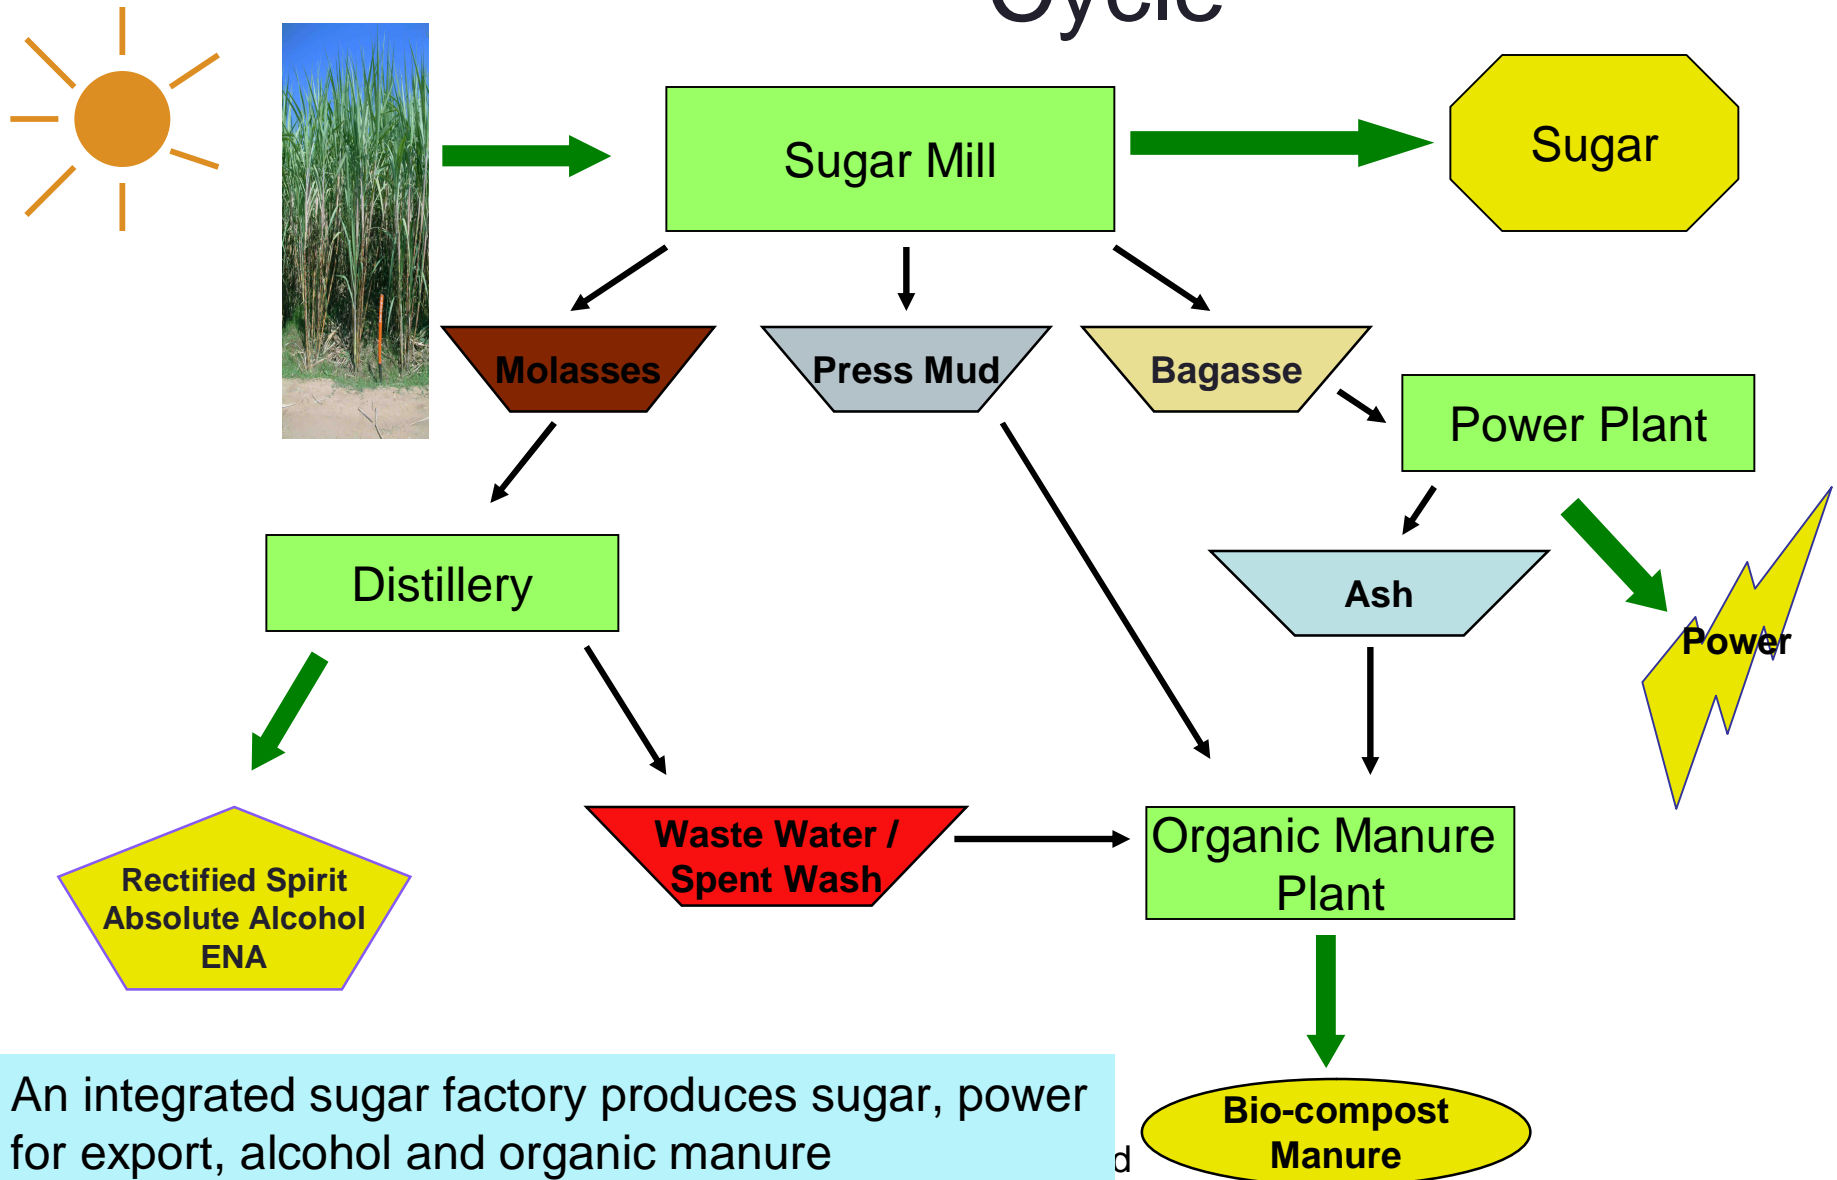 Cycle
Sugar Mill
Sugar
Molasses
Press Mud
Bagasse
Power Plant
Distillery
Ash
Power
Waste Water /
Spent Wash
Organic Manure
Plant
Rectified Spirit
Absolute Alcohol
ENA
An integrated sugar factory produces sugar, power
for export, alcohol and organic manure
d
Bio-compost
Manure